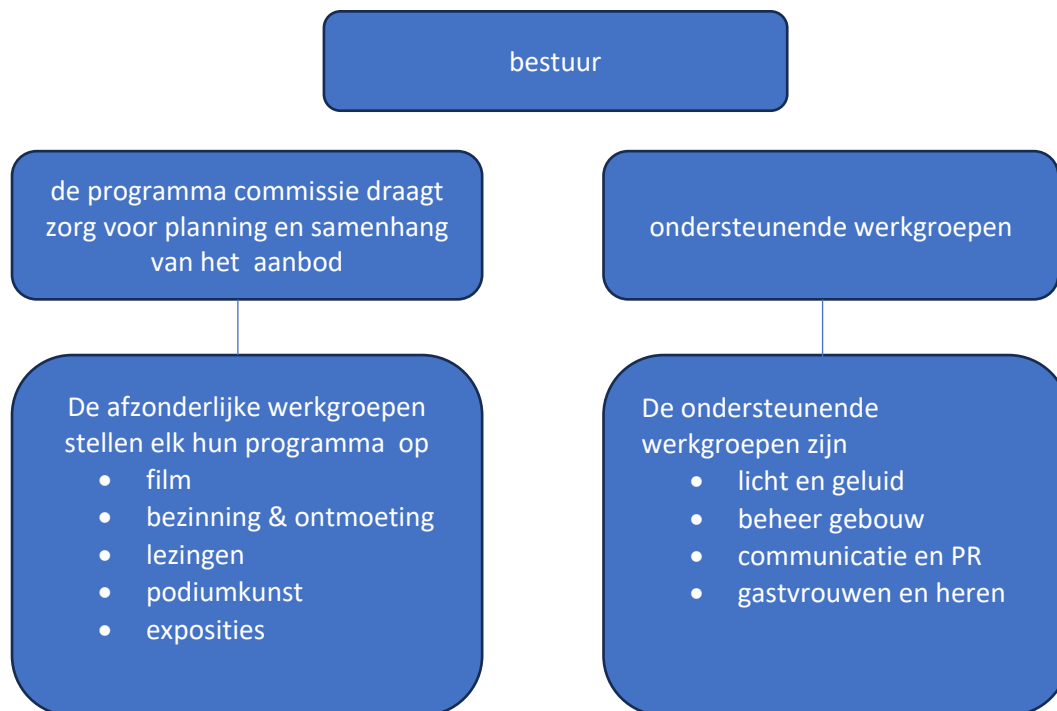 bestuur
de programma commissie draagt
zorg voor planning en samenhang
van het  aanbod
ondersteunende werkgroepen
De afzonderlijke werkgroepen
stellen elk hun programma  op
• film
• bezinning & ontmoeting
• lezingen
• podiumkunst
• exposities
De ondersteunende
werkgroepen zijn
• licht en geluid
• beheer gebouw
• communicatie en PR
• gastvrouwen en heren